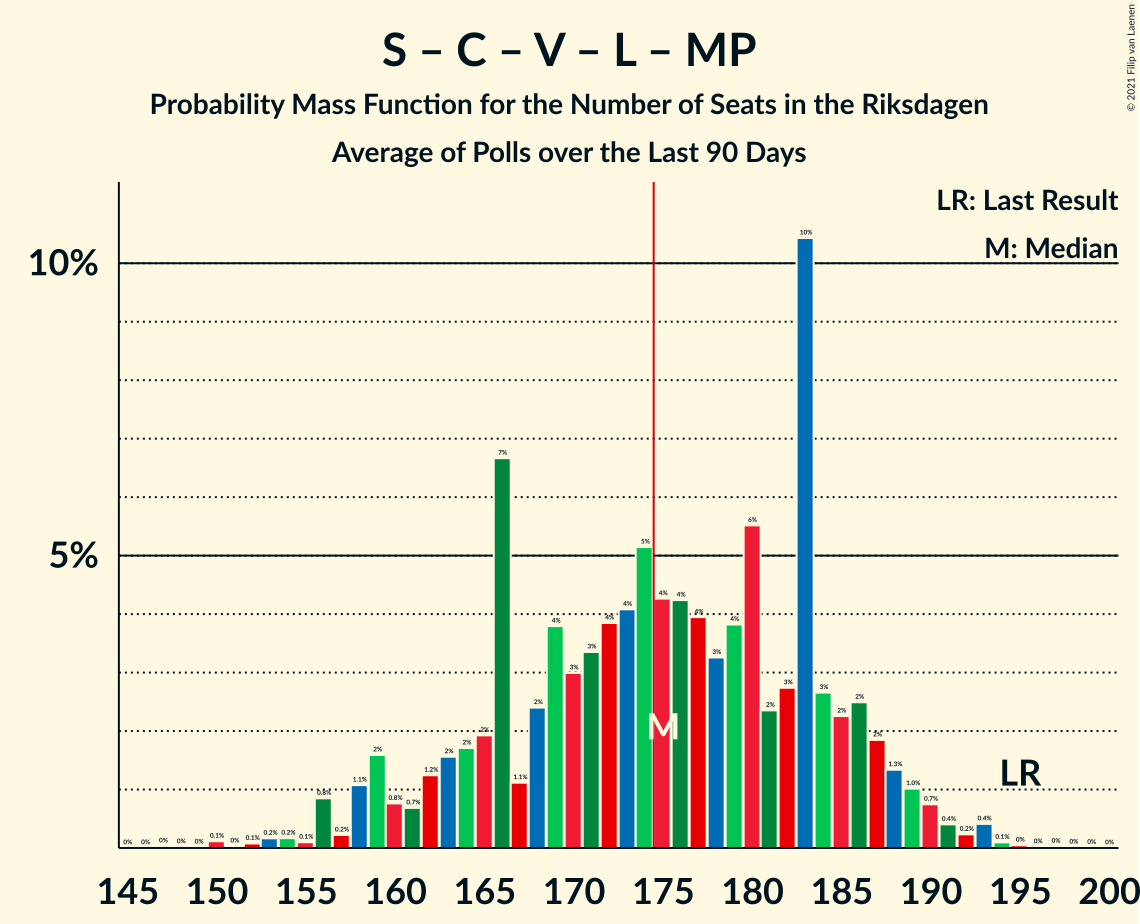 S – C – V – L – MP
Probability Mass Function for the Number of Seats in the Riksdagen
Average of Polls over the Last 90 Days
© 2021 Filip van Laenen
LR: Last Result
M: Median
10%
5%
0% 0% 0% 0% 0% 0.1% 0% 0.1% 0.2% 0.2% 0.1% 0.8% 0.2% 1.1% 2% 0.8% 0.7% 1.2% 2% 2% 2% 7% 1.1% 2% 4% 3% 3% 4% 4% 5% 4% 4% 4% 3% 4% 6% 2% 3% 10% 3% 2% 2% 2% 1.3% 1.0% 0.7% 0.4% 0.2% 0.4% 0.1% 0% 0% 0% 0% 0% 0%
M
LR
145 150 155 160 165 170 175 180 185 190 195 200